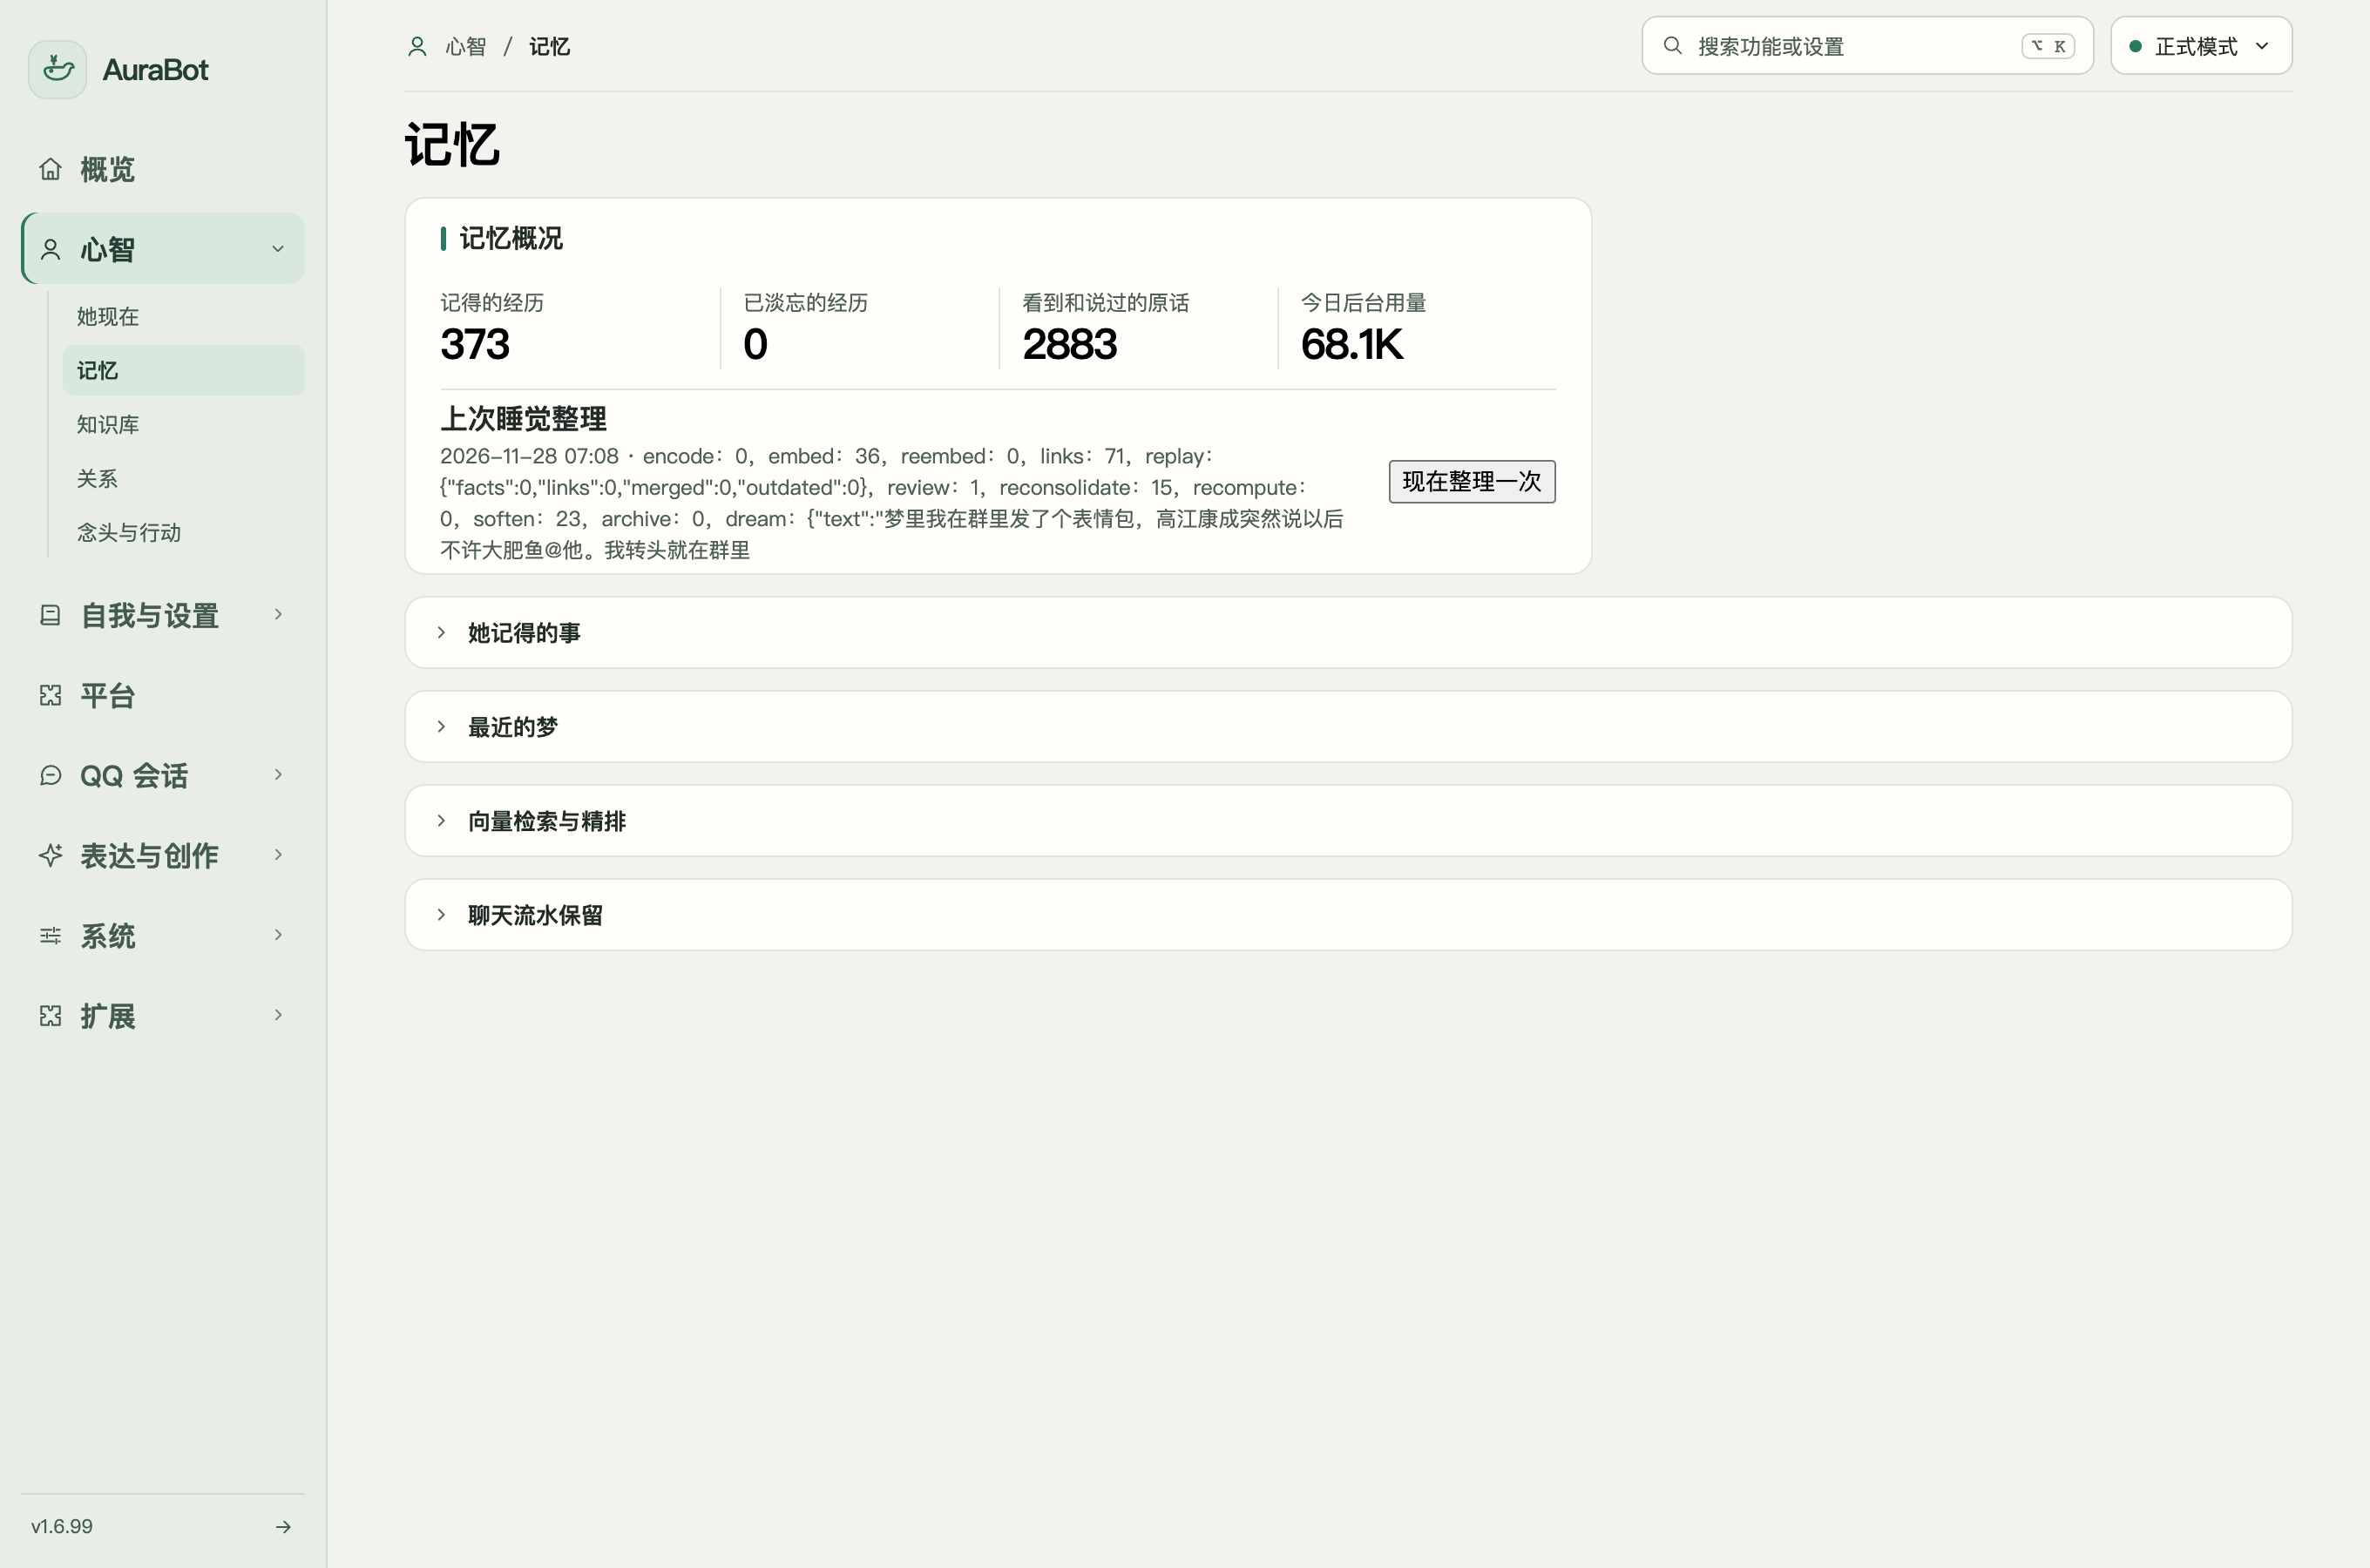 AuraBot
概览
心智
她现在
记忆
知识库
关系
念头与行动
自我与设置
平台
QQ 会话
表达与创作
系统
扩展
v1.6.99
心智 / 记忆
搜索功能或设置
⌥ K
正式模式
记忆
记忆概况
记得的经历
373
已淡忘的经历
0
看到和说过的原话
2883
今日后台用量
68.1K
上次睡觉整理
2026-11-28 07:08 · encode：0，embed：36，reembed：0，links：71，replay：
{"facts":0,"links":0,"merged":0,"outdated":0}，review：1，reconsolidate：15，recompute：
0，soften：23，archive：0，dream：{"text":"梦里我在群里发了个表情包，高江康成突然说以后
不许大肥鱼@他。我转头就在群里
现在整理一次
她记得的事
最近的梦
向量检索与精排
聊天流水保留